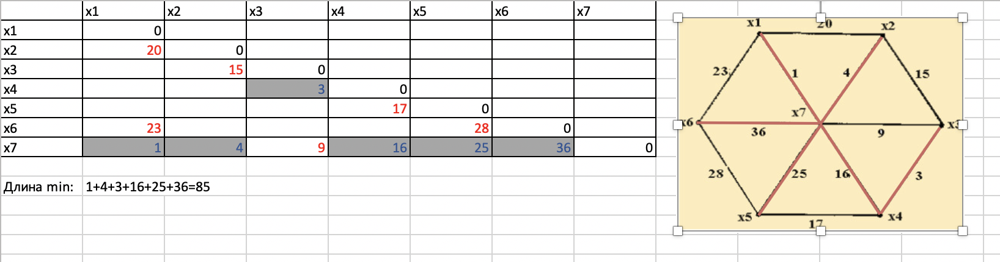 x1 x2 x3 x4 x5 x6 x7
x1 0
x2 20 0
x3 15 0
x4 3 0
x5 17 0
x6 23 28 0
x7 1 4 9 16 25 36 0
Длина min: 1+4+3+16+25+36=85
x1 20 x2
23 1 4 15
x7
x6 36 9 x3
28 25 16 3
x5 17 x4